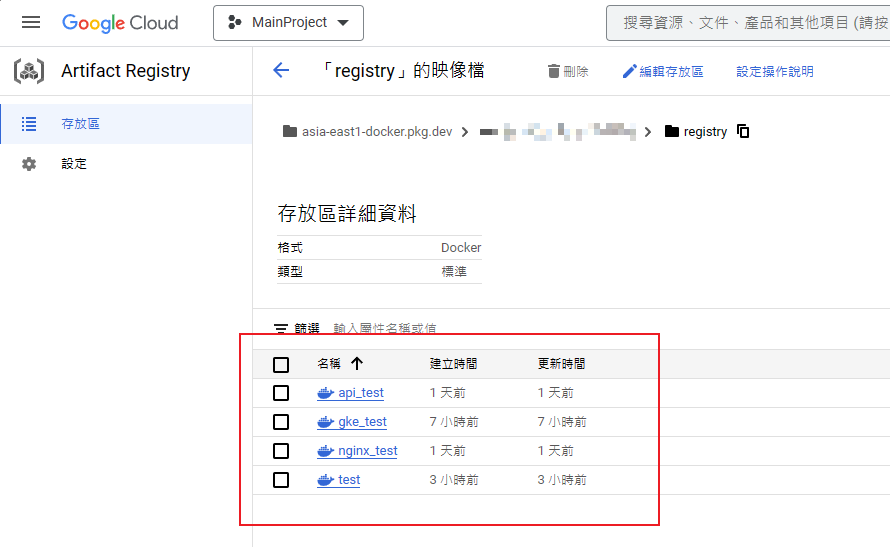 Google Cloud
MainProject
搜尋資源、文件、產品和其他項目 (請按
Artifact Registry
「registry」的映像檔
刪除
編輯存放區
設定操作說明
存放區
設定
asia-east1-docker.pkg.dev
registry
存放區詳細資料
格式 Docker
類型 標準
篩選 輸入屬性名稱或值
名稱 建立時間 更新時間
api_test 1 天前 1 天前
gke_test 7 小時前 7 小時前
nginx_test 1 天前 1 天前
test 3 小時前 3 小時前